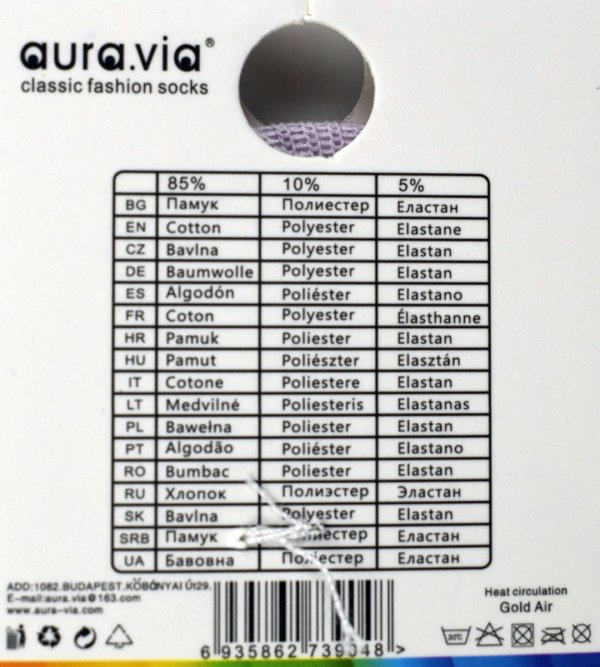 aura.via®
classic fashion socks
85% 10% 5%
BG Памук Полиестер Еластан
EN Cotton Polyester Elastane
CZ Bavlna Polyester Elastan
DE Baumwolle Polyester Elastan
ES Algodón Poliéster Elastano
FR Coton Polyester Élasthanne
HR Pamuk Poliester Elastan
HU Pamut Poliészter Elasztán
IT Cotone Poliestere Elastan
LT Medvilnė Poliesteris Elastanas
PL Bawełna Poliester Elastan
PT Algodão Poliéster Elastano
RO Bumbac Poliester Elastan
RU Хлопок Полиэстер Эластан
SK Bavlna Polyester Elastan
SRB Памук Еластан
UA Бавовна Еластан
ADD:1062.BUDAPEST.KŐBÁNYAI Út29.
E-mail:aura.via@163.com
www.aura-via.com
6 935862 739048 >
Heat circulation
Gold Air
30°C